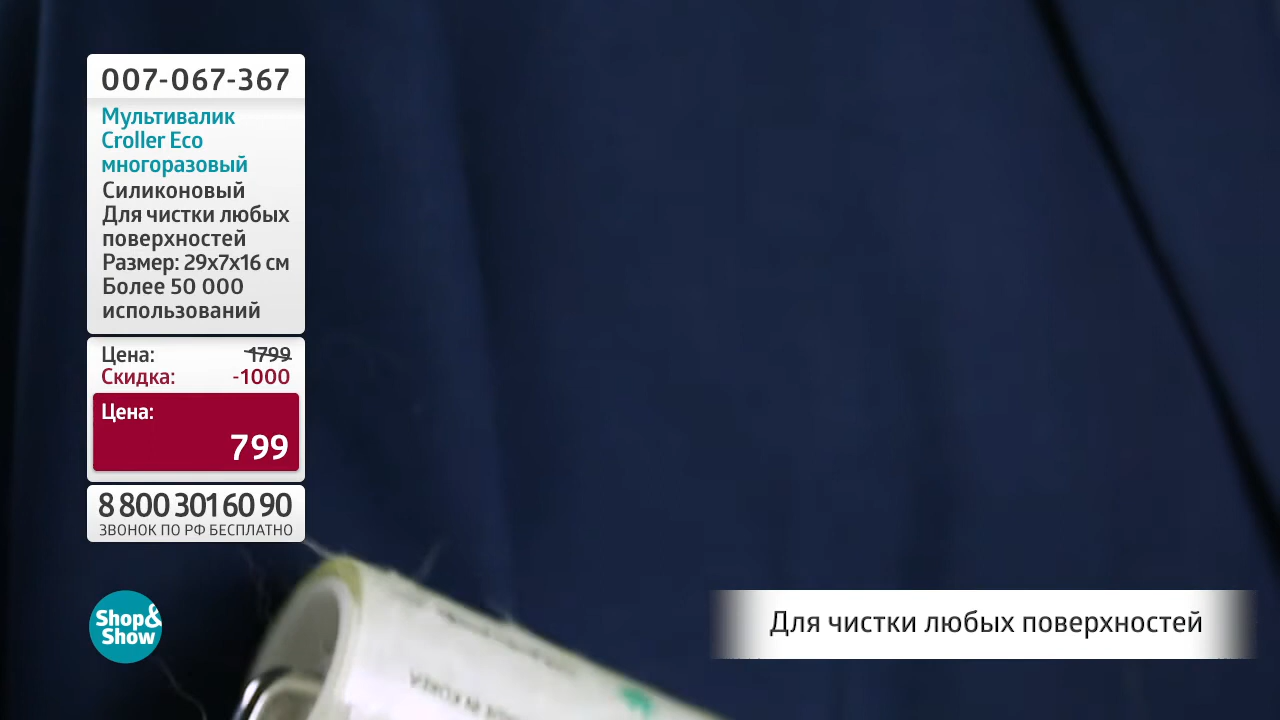 007-067-367
Мультивалик
Croller Eco
многоразовый
Силиконовый
Для чистки любых
поверхностей
Размер: 29x7x16 см
Более 50 000
использований
Цена: 1799
Скидка: -1000
Цена:
799
8 800 301 60 90
ЗВОНОК ПО РФ БЕСПЛАТНО
Shop&
Show
Для чистки любых поверхностей